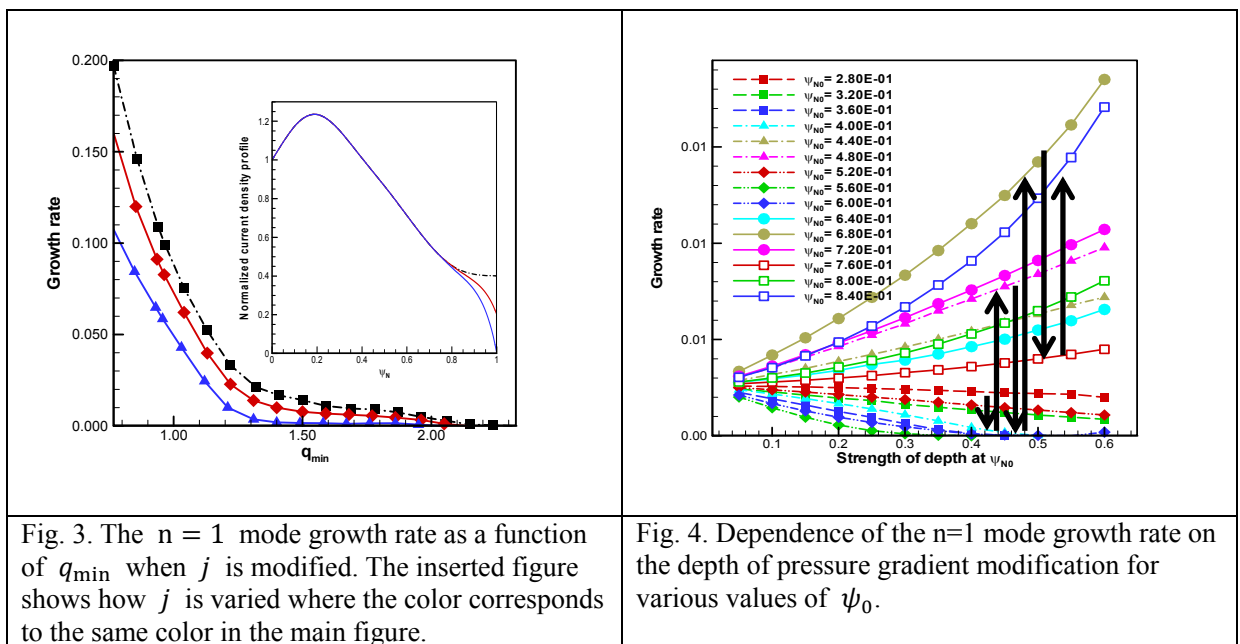 0.200
0.150
0.100
0.050
0.000
Growth rate
1.00
1.50
2.00
q_min
Normalized current density profile
1.2
1
0.8
0.6
0.4
0.2
0
0
0.2
0.4
0.6
0.8
1
Ψ_N
Fig. 3. The n = 1 mode growth rate as a function
of q_min when j is modified. The inserted figure
shows how j is varied where the color corresponds
to the same color in the main figure.
Ψ_N0= 2.80E-01
Ψ_N0= 3.20E-01
Ψ_N0= 3.60E-01
Ψ_N0= 4.00E-01
Ψ_N0= 4.40E-01
Ψ_N0= 4.80E-01
Ψ_N0= 5.20E-01
Ψ_N0= 5.60E-01
Ψ_N0= 6.00E-01
Ψ_N0= 6.40E-01
Ψ_N0= 6.80E-01
Ψ_N0= 7.20E-01
Ψ_N0= 7.60E-01
Ψ_N0= 8.00E-01
Ψ_N0= 8.40E-01
Growth rate
0.01
0.01
0.01
0.00
0.1
0.2
0.3
0.4
0.5
0.6
Strength of depth at Ψ_N0
Fig. 4. Dependence of the n=1 mode growth rate on
the depth of pressure gradient modification for
various values of ψ_0.